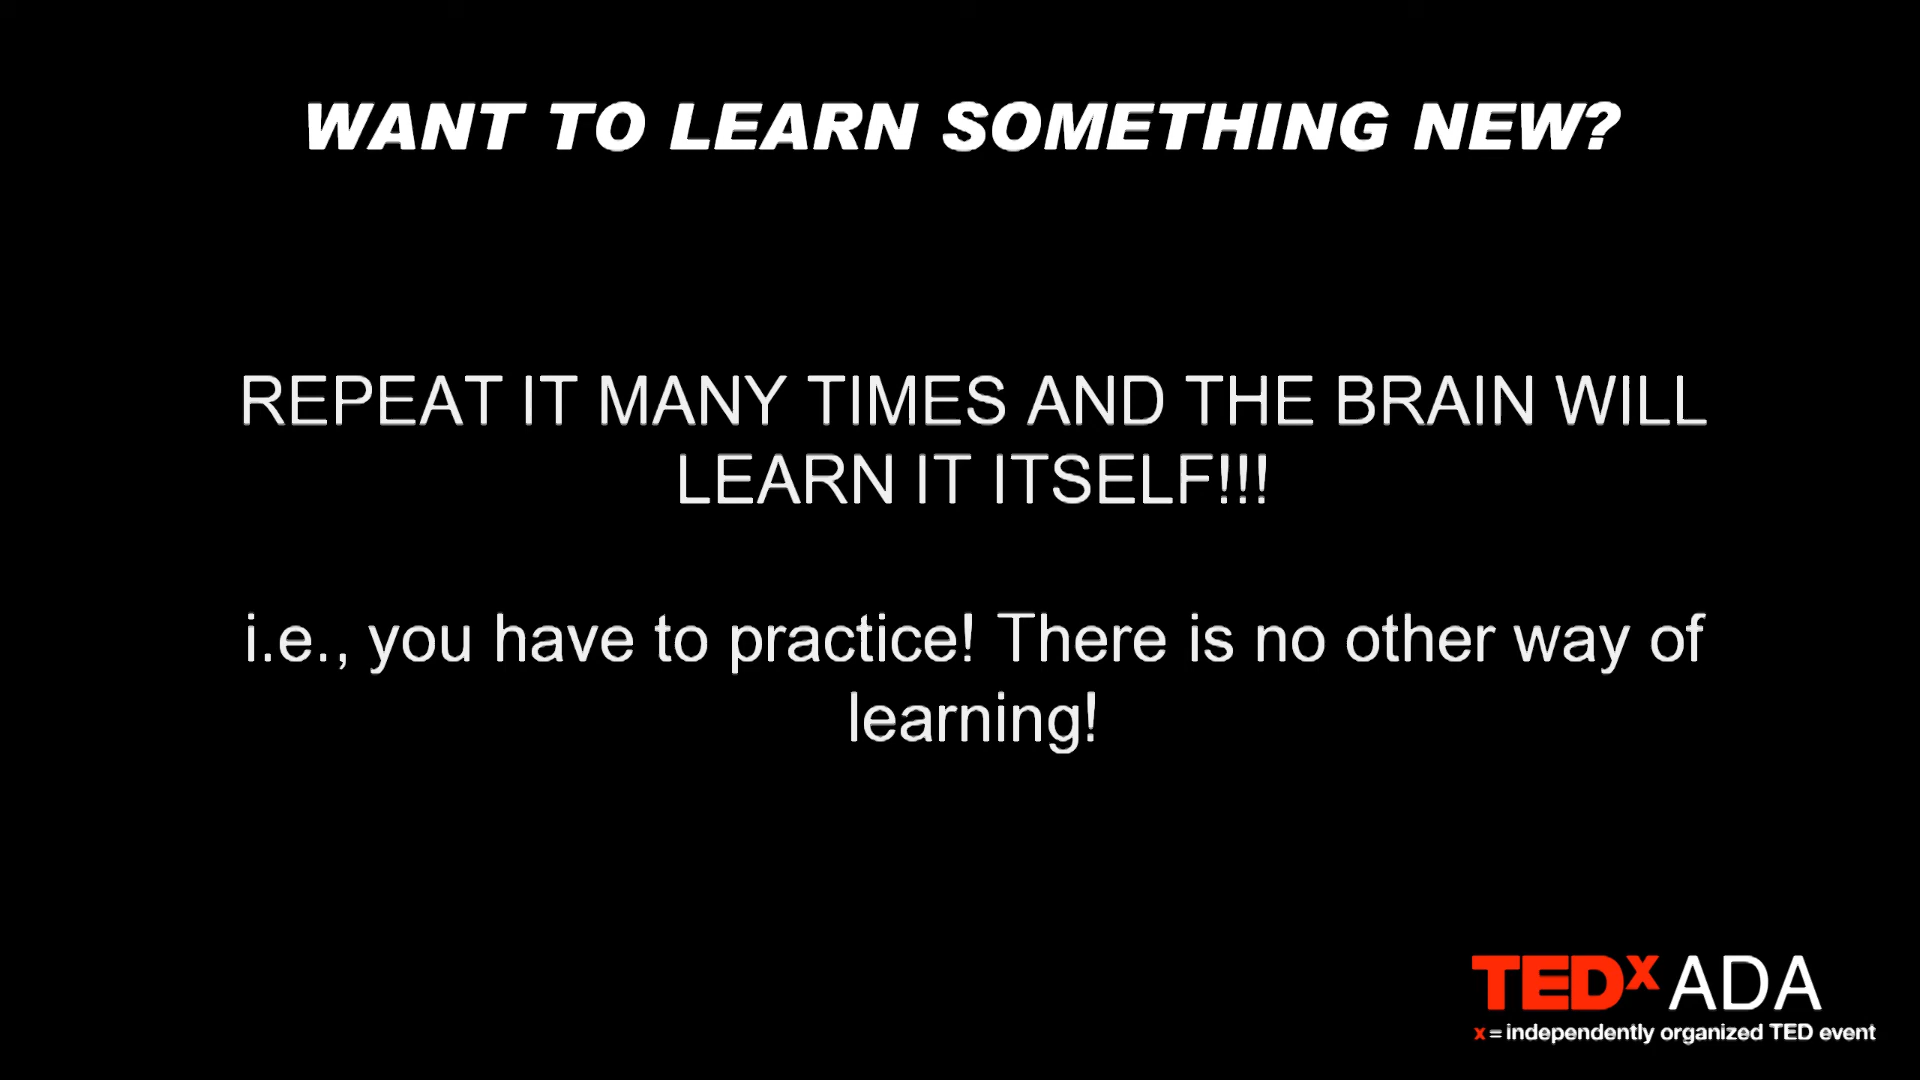 WANT TO LEARN SOMETHING NEW?
REPEAT IT MANY TIMES AND THE BRAIN WILL
LEARN IT ITSELF!!!
i.e., you have to practice! There is no other way of
learning!
TEDx ADA
x = independently organized TED event